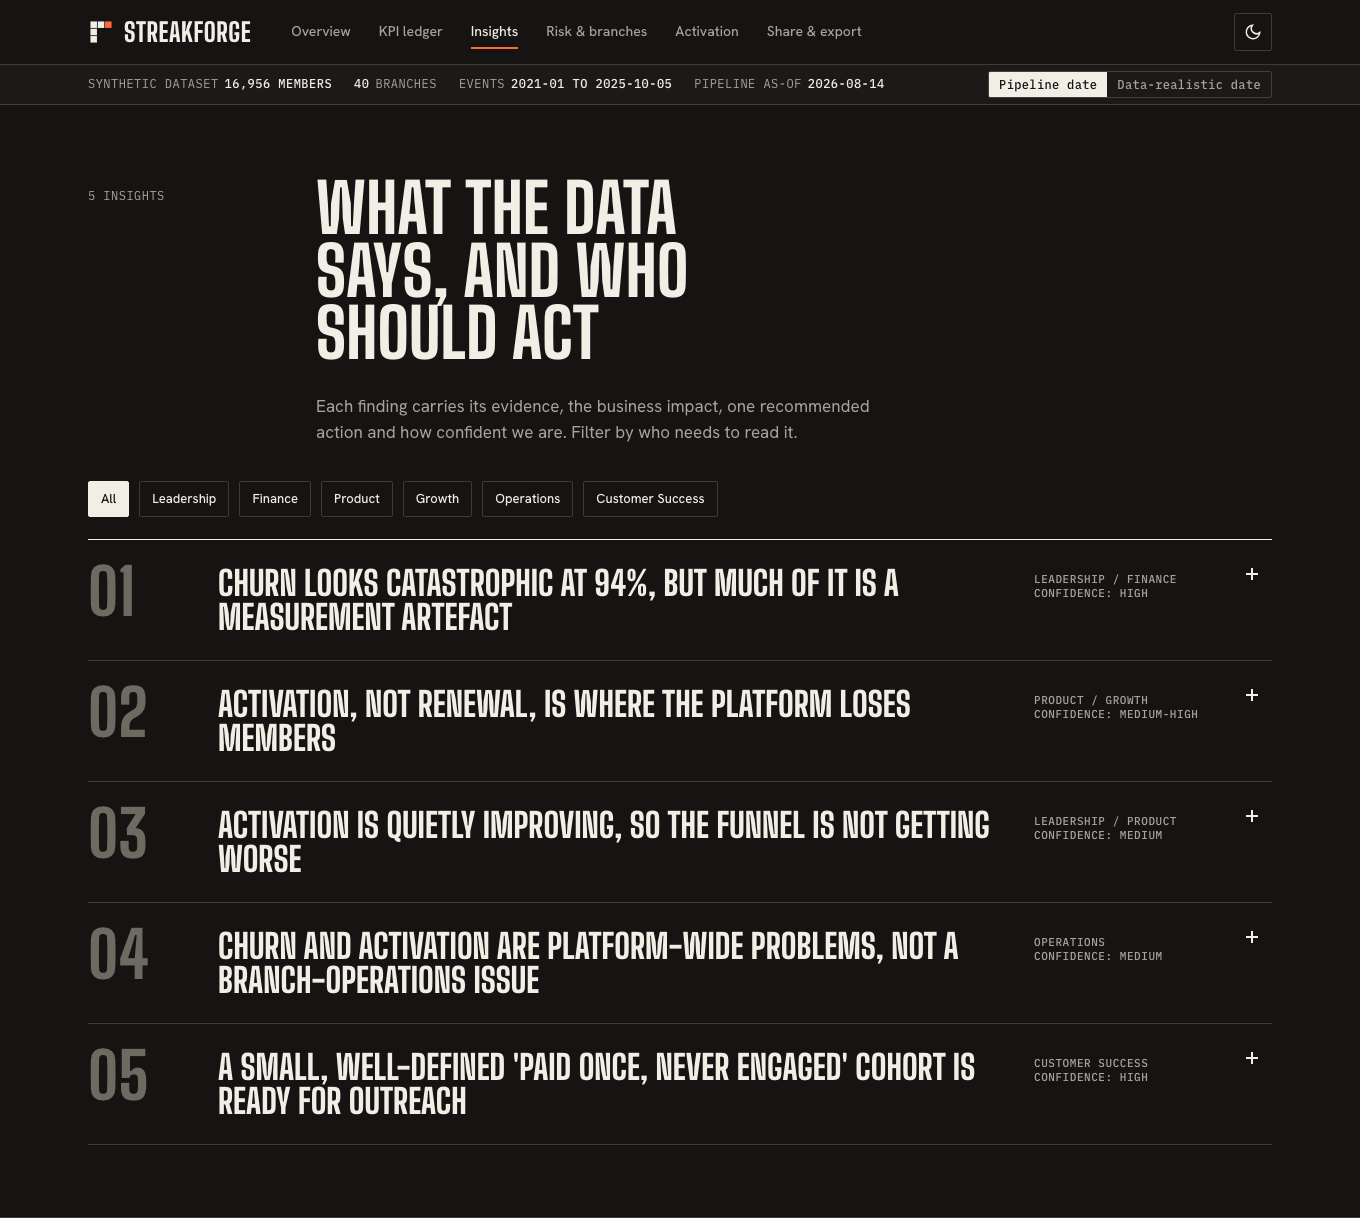 STREAKFORGE
Overview
KPI ledger
Insights
Risk & branches
Activation
Share & export
SYNTHETIC DATASET 16,956 MEMBERS
40 BRANCHES
EVENTS 2021-01 TO 2025-10-05
PIPELINE AS-OF 2026-08-14
Pipeline date
Data-realistic date
5 INSIGHTS
WHAT THE DATA
SAYS, AND WHO
SHOULD ACT
Each finding carries its evidence, the business impact, one recommended
action and how confident we are. Filter by who needs to read it.
All
Leadership
Finance
Product
Growth
Operations
Customer Success
01
CHURN LOOKS CATASTROPHIC AT 94%, BUT MUCH OF IT IS A
MEASUREMENT ARTEFACT
LEADERSHIP / FINANCE
CONFIDENCE: HIGH
+
02
ACTIVATION, NOT RENEWAL, IS WHERE THE PLATFORM LOSES
MEMBERS
PRODUCT / GROWTH
CONFIDENCE: MEDIUM-HIGH
+
03
ACTIVATION IS QUIETLY IMPROVING, SO THE FUNNEL IS NOT GETTING
WORSE
LEADERSHIP / PRODUCT
CONFIDENCE: MEDIUM
+
04
CHURN AND ACTIVATION ARE PLATFORM-WIDE PROBLEMS, NOT A
BRANCH-OPERATIONS ISSUE
OPERATIONS
CONFIDENCE: MEDIUM
+
05
A SMALL, WELL-DEFINED 'PAID ONCE, NEVER ENGAGED' COHORT IS
READY FOR OUTREACH
CUSTOMER SUCCESS
CONFIDENCE: HIGH
+